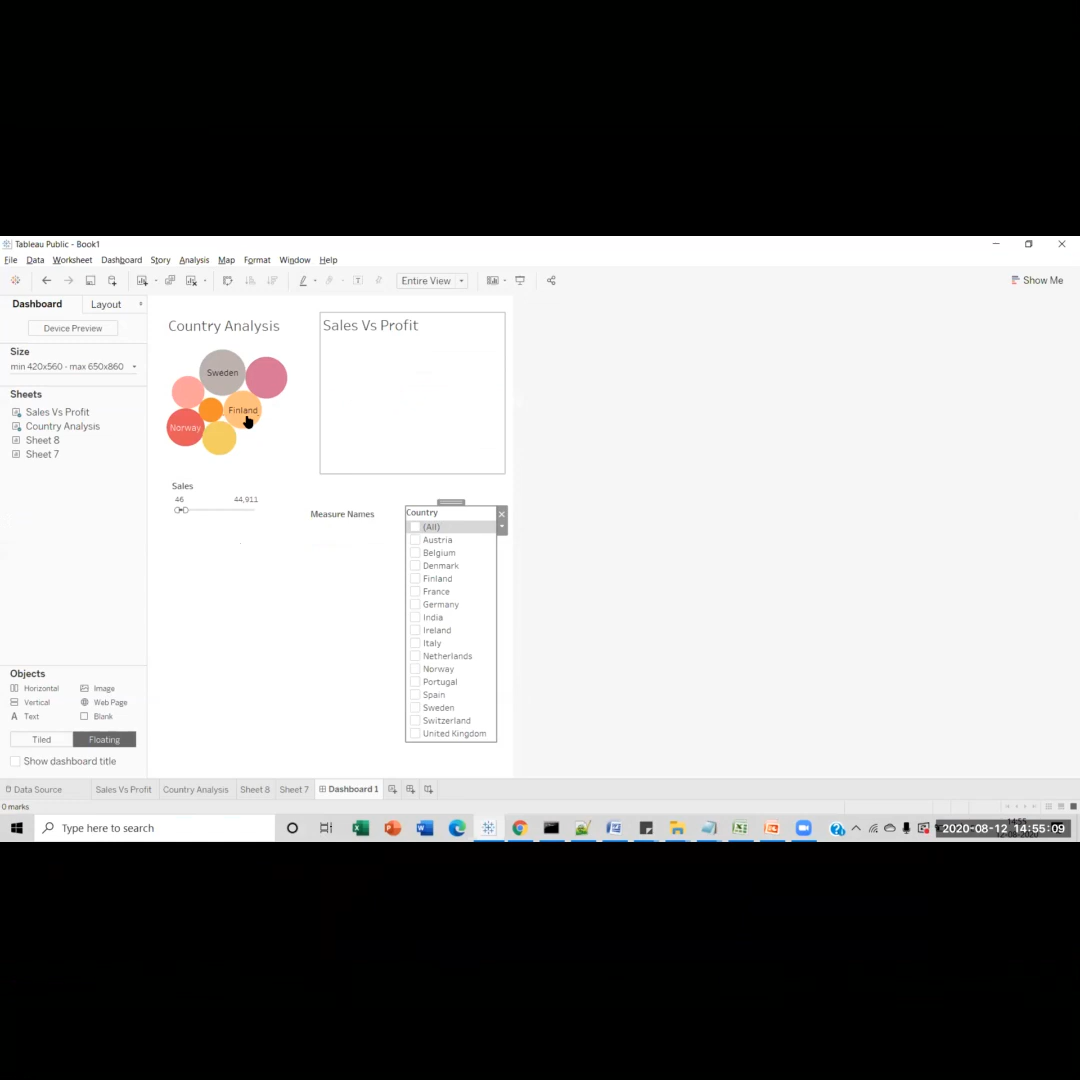 Tableau Public - Book1
File Data Worksheet Dashboard Story Analysis Map Format Window Help
Entire View
Show Me
Dashboard Layout
Device Preview
Size
min 420x560 - max 650x860
Sheets
Sales Vs Profit
Country Analysis
Sheet 8
Sheet 7
Objects
Horizontal Image
Vertical Web Page
A Text Blank
Tiled Floating
Show dashboard title
Country Analysis
Sweden
Finland
Norway
Sales
46 44,911
Sales Vs Profit
Measure Names
Country
(All)
Austria
Belgium
Denmark
Finland
France
Germany
India
Ireland
Italy
Netherlands
Norway
Portugal
Spain
Sweden
Switzerland
United Kingdom
Data Source Sales Vs Profit Country Analysis Sheet 8 Sheet 7 Dashboard 1
0 marks
Type here to search
2020-08-12 14:55:09